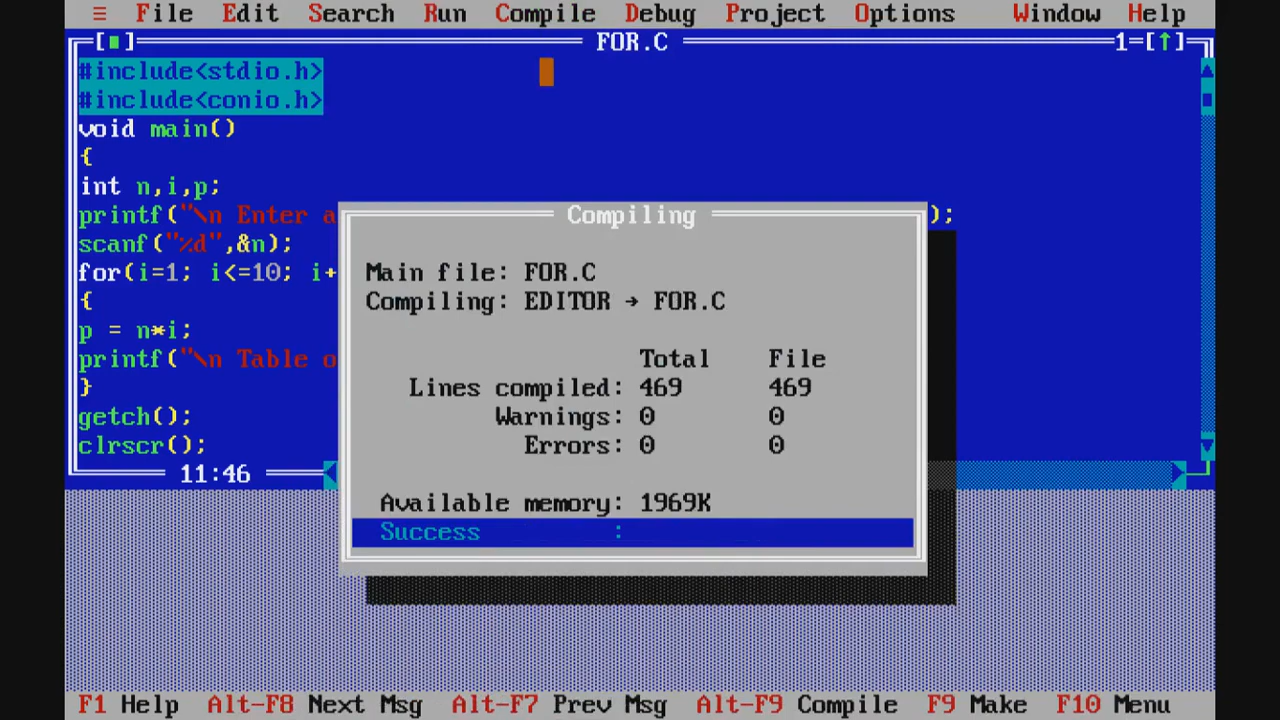 ≡ File Edit Search Run Compile Debug Project Options Window Help
[■] FOR.C 1=[↑]
#include<stdio.h>
#include<conio.h>
void main()
{
int n,i,p;
printf("\n Enter a );
scanf("%d",&n);
for(i=1; i<=10; i+
{
p = n*i;
printf("\n Table o
}
getch();
clrscr();
11:46
Compiling
Main file: FOR.C
Compiling: EDITOR → FOR.C
Total File
Lines compiled: 469 469
Warnings: 0 0
Errors: 0 0
Available memory: 1969K
Success :
F1 Help Alt-F8 Next Msg Alt-F7 Prev Msg Alt-F9 Compile F9 Make F10 Menu